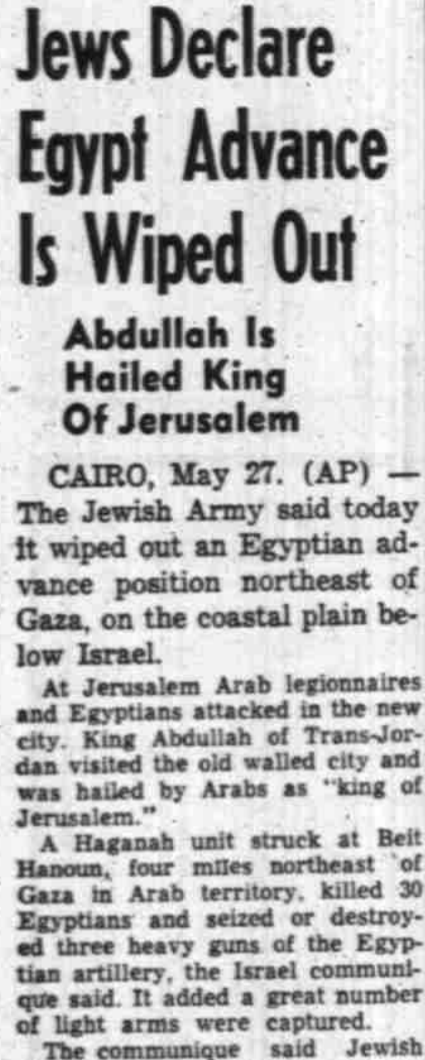 Jews Declare
Egypt Advance
Is Wiped Out
Abdullah Is
Hailed King
Of Jerusalem
CAIRO, May 27. (AP) —
The Jewish Army said today
it wiped out an Egyptian ad-
vance position northeast of
Gaza, on the coastal plain be-
low Israel.
At Jerusalem Arab legionnaires
and Egyptians attacked in the new
city. King Abdullah of Trans-Jor-
dan visited the old walled city and
was hailed by Arabs as "king of
Jerusalem."
A Haganah unit struck at Beit
Hanoun, four miles northeast of
Gaza in Arab territory, killed 30
Egyptians and seized or destroy-
ed three heavy guns of the Egyp-
tian artillery, the Israel communi-
que said. It added a great number
of light arms were captured.
The communique said Jewish